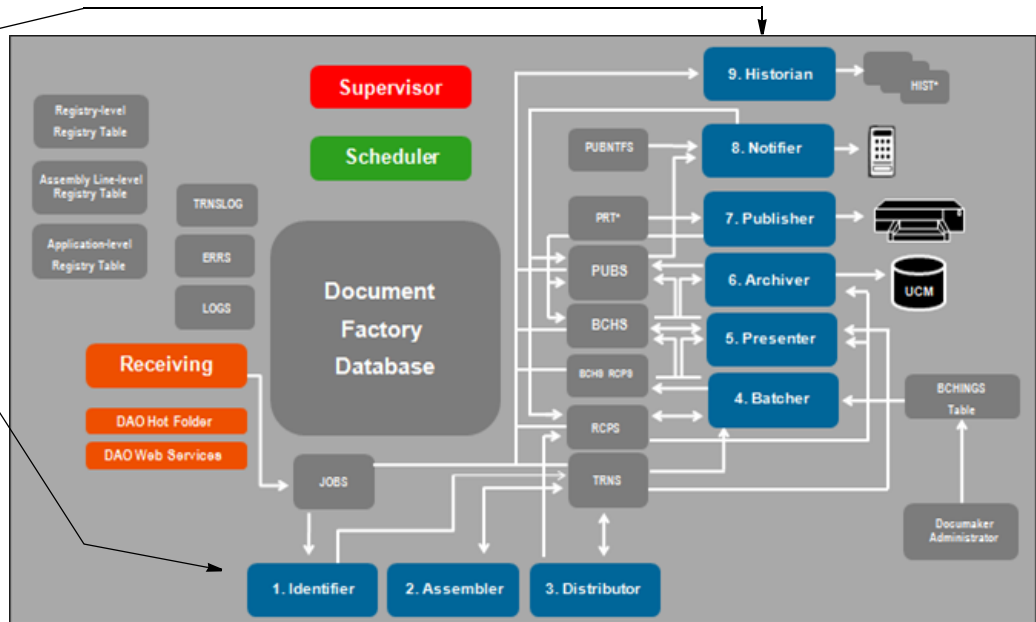 9. Historian
HIST*
Supervisor
Registry-level
Registry Table
Scheduler
PUBNTFS
8. Notifier
Assembly Line-level
Registry Table
TRNSLOG
PRT*
7. Publisher
Application-level
Registry Table
ERRS
Document
Factory
Database
PUBS
6. Archiver
UCM
LOGS
BCHS
5. Presenter
Receiving
BCHS RCPS
4. Batcher
BCHINGS
Table
DAO Hot Folder
RCPS
DAO Web Services
JOBS
TRNS
Documaker
Administrator
1. Identifier
2. Assembler
3. Distributor